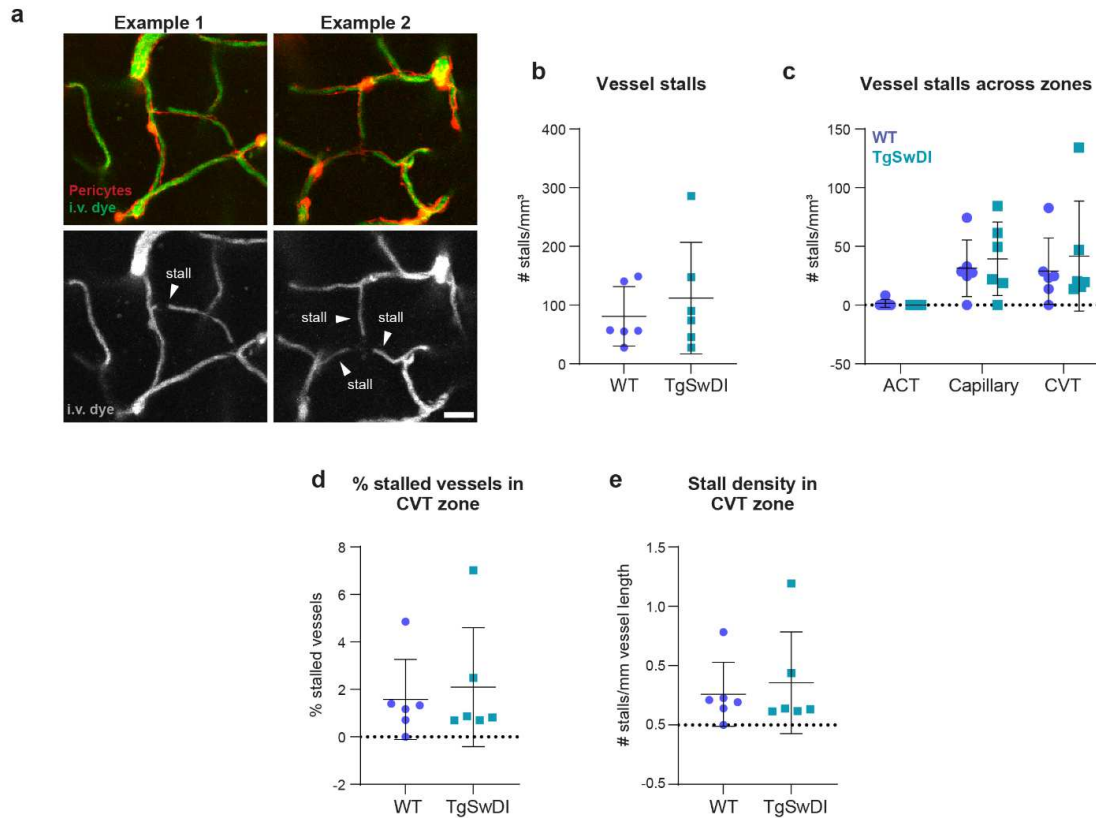 a
Example 1
Example 2
Pericytes
i.v. dye
stall
stall
stall
stall
i.v. dye
b
Vessel stalls
# stalls/mm³
400
300
200
100
0
WT
TgSwDI
c
Vessel stalls across zones
WT
TgSwDI
# stalls/mm³
150
100
50
0
-50
ACT
Capillary
CVT
d
% stalled vessels in
CVT zone
% stalled vessels
8
6
4
2
0
-2
WT
TgSwDI
e
Stall density in
CVT zone
# stalls/mm vessel length
1.5
1.0
0.5
0.5
-0.5
WT
TgSwDI